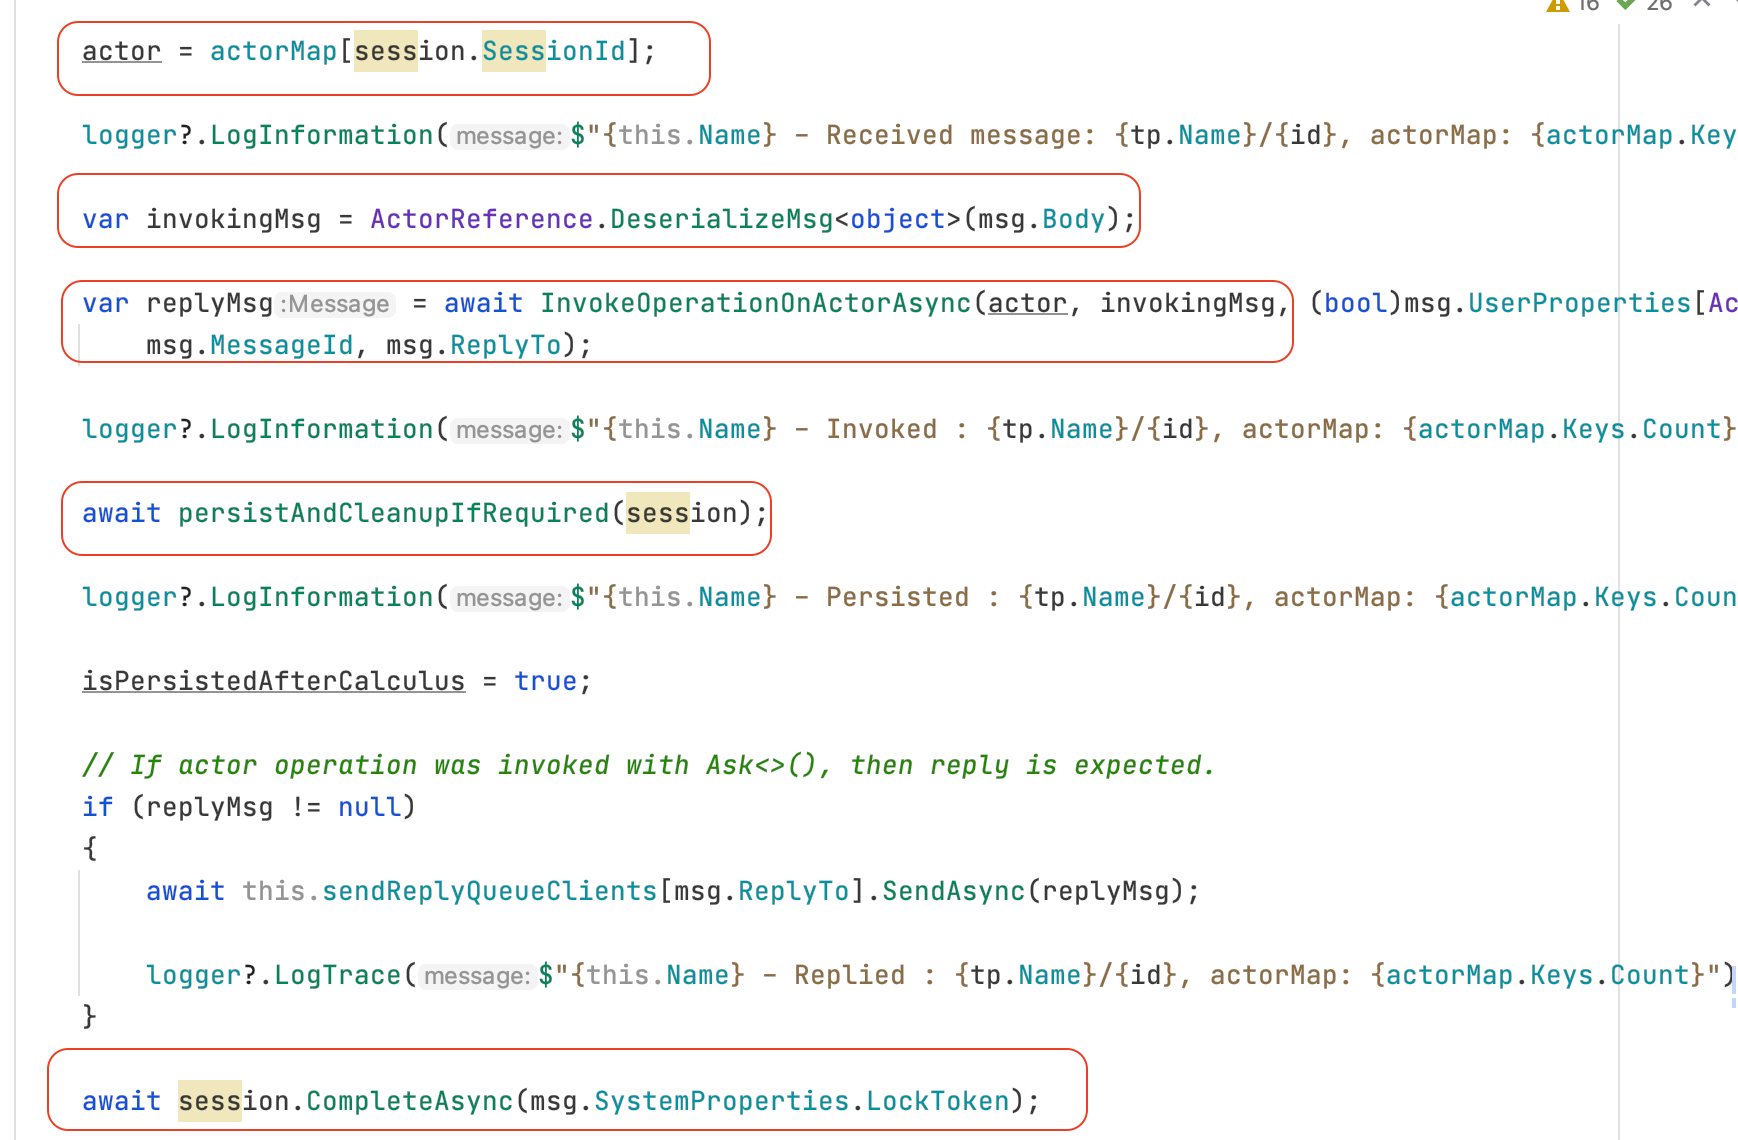 16 26
actor = actorMap[session.SessionId];
logger?.LogInformation(message:$"{this.Name} - Received message: {tp.Name}/{id}, actorMap: {actorMap.Key
var invokingMsg = ActorReference.DeserializeMsg<object>(msg.Body);
var replyMsg:Message = await InvokeOperationOnActorAsync(actor, invokingMsg, (bool)msg.UserProperties[Ac
msg.MessageId, msg.ReplyTo);
logger?.LogInformation(message:$"{this.Name} - Invoked : {tp.Name}/{id}, actorMap: {actorMap.Keys.Count}
await persistAndCleanupIfRequired(session);
logger?.LogInformation(message:$"{this.Name} - Persisted : {tp.Name}/{id}, actorMap: {actorMap.Keys.Coun
isPersistedAfterCalculus = true;
// If actor operation was invoked with Ask<>(), then reply is expected.
if (replyMsg != null)
{
await this.sendReplyQueueClients[msg.ReplyTo].SendAsync(replyMsg);
logger?.LogTrace(message:$"{this.Name} - Replied : {tp.Name}/{id}, actorMap: {actorMap.Keys.Count}")
}
await session.CompleteAsync(msg.SystemProperties.LockToken);